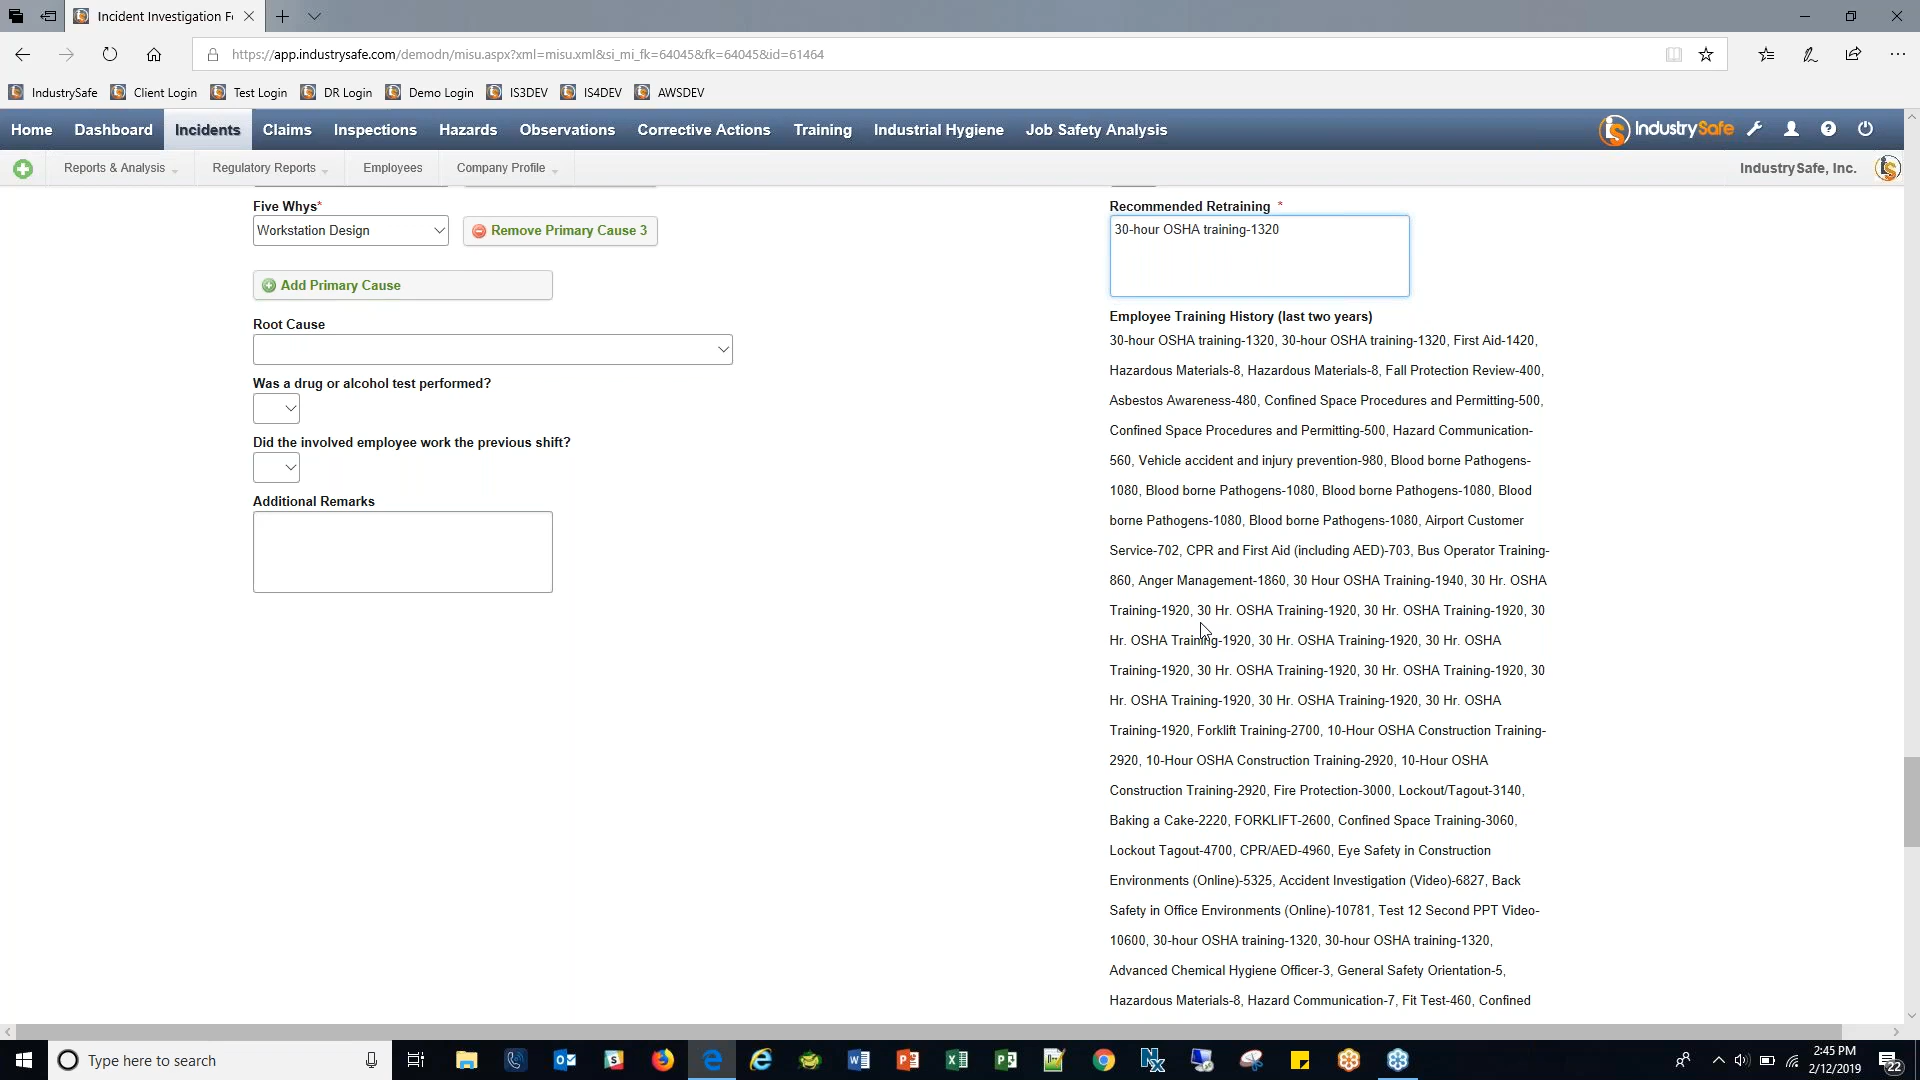 Incident Investigation F
https://app.industrysafe.com/demodn/misu.aspx?xml=misu.xml&si_mi_fk=64045&fk=64045&id=61464
IndustrySafe Client Login Test Login DR Login Demo Login IS3DEV IS4DEV AWSDEV
Home Dashboard Incidents Claims Inspections Hazards Observations Corrective Actions Training Industrial Hygiene Job Safety Analysis IndustrySafe
Reports & Analysis Regulatory Reports Employees Company Profile IndustrySafe, Inc.
Five Whys*
Workstation Design
Remove Primary Cause 3
Add Primary Cause
Root Cause
Was a drug or alcohol test performed?
Did the involved employee work the previous shift?
Additional Remarks
Recommended Retraining *
30-hour OSHA training-1320
Employee Training History (last two years)
30-hour OSHA training-1320, 30-hour OSHA training-1320, First Aid-1420,
Hazardous Materials-8, Hazardous Materials-8, Fall Protection Review-400,
Asbestos Awareness-480, Confined Space Procedures and Permitting-500,
Confined Space Procedures and Permitting-500, Hazard Communication-
560, Vehicle accident and injury prevention-980, Blood borne Pathogens-
1080, Blood borne Pathogens-1080, Blood borne Pathogens-1080, Blood
borne Pathogens-1080, Blood borne Pathogens-1080, Airport Customer
Service-702, CPR and First Aid (including AED)-703, Bus Operator Training-
860, Anger Management-1860, 30 Hour OSHA Training-1940, 30 Hr. OSHA
Training-1920, 30 Hr. OSHA Training-1920, 30 Hr. OSHA Training-1920, 30
Hr. OSHA Training-1920, 30 Hr. OSHA Training-1920, 30 Hr. OSHA
Training-1920, 30 Hr. OSHA Training-1920, 30 Hr. OSHA Training-1920, 30
Hr. OSHA Training-1920, 30 Hr. OSHA Training-1920, 30 Hr. OSHA
Training-1920, Forklift Training-2700, 10-Hour OSHA Construction Training-
2920, 10-Hour OSHA Construction Training-2920, 10-Hour OSHA
Construction Training-2920, Fire Protection-3000, Lockout/Tagout-3140,
Baking a Cake-2220, FORKLIFT-2600, Confined Space Training-3060,
Lockout Tagout-4700, CPR/AED-4960, Eye Safety in Construction
Environments (Online)-5325, Accident Investigation (Video)-6827, Back
Safety in Office Environments (Online)-10781, Test 12 Second PPT Video-
10600, 30-hour OSHA training-1320, 30-hour OSHA training-1320,
Advanced Chemical Hygiene Officer-3, General Safety Orientation-5,
Hazardous Materials-8, Hazard Communication-7, Fit Test-460, Confined
Type here to search
2:45 PM
2/12/2019
22